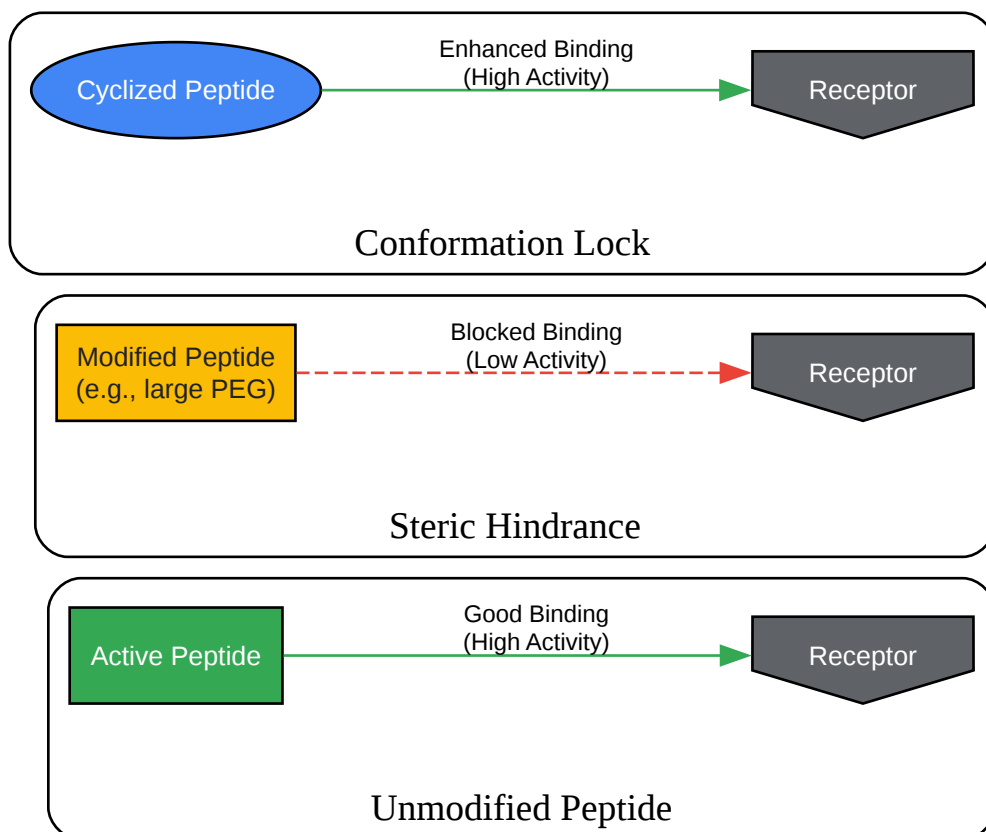 Enhanced Binding
(High Activity)
Cyclized Peptide
Receptor
Conformation Lock
Blocked Binding
(Low Activity)
Modified Peptide
(e.g., large PEG)
Receptor
Steric Hindrance
Good Binding
(High Activity)
Active Peptide
Receptor
Unmodified Peptide